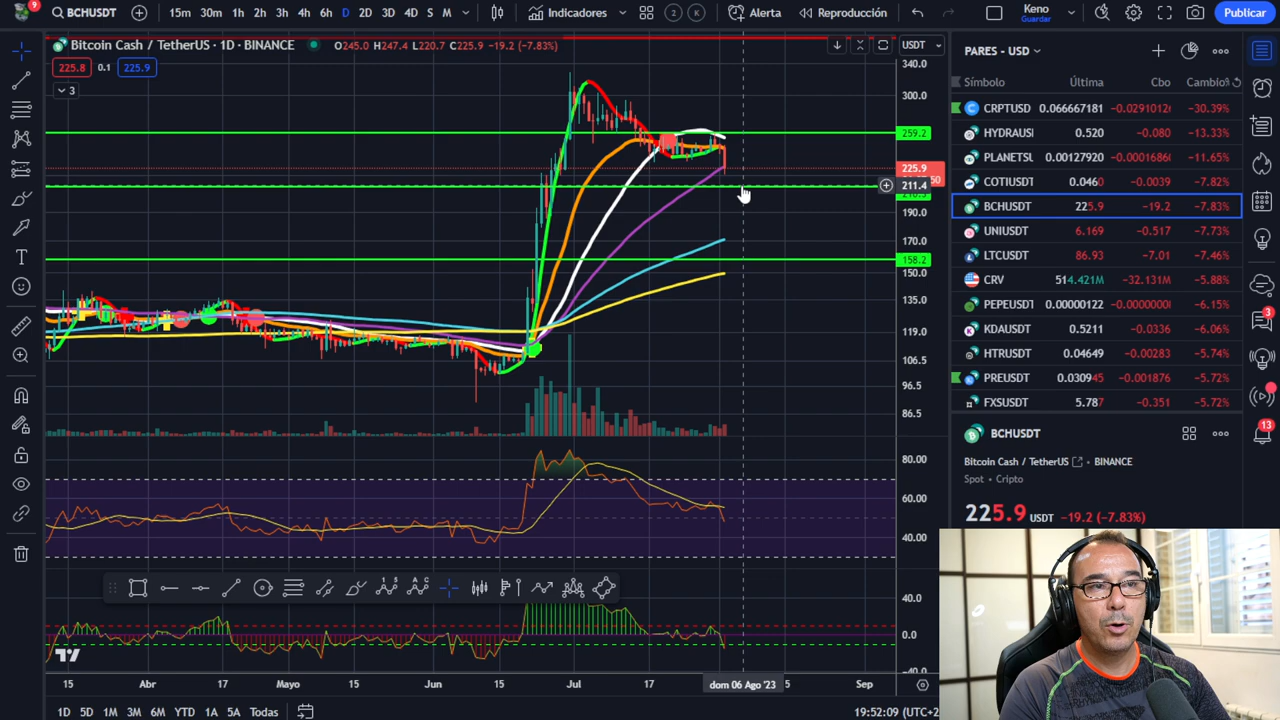 9
BCHUSDT
15m 30m 1h 2h 3h 4h 6h D 2D 3D 4D S M
Indicadores
2 K
Alerta
Reproducción
Keno
Guardar
Publicar
Bitcoin Cash / TetherUS · 1D · BINANCE
O245.0 H247.4 L220.7 C225.9 −19.2 (−7.83%)
USDT
225.8 0.1 225.9
3
340.0
300.0
259.2
225.9
211.4
190.0
170.0
158.2
150.0
135.0
119.0
106.5
96.5
86.5
80.00
60.00
40.00
40.0
0.0
15 Abr 17 Mayo 15 Jun 15 Jul 17 dom 06 Ago '23 5 Sep
1D 5D 1M 3M 6M YTD 1A 5A Todas
19:52:09 (UTC+2
PARES - USD
Símbolo Última Cbo Cambio%
CRPTUSD 0.066667181 −0.0291012 −30.39%
HYDRAUSI 0.520 −0.080 −13.33%
PLANETSL 0.00127920 −0.0001686 −11.65%
COTIUSDT 0.0460 −0.0039 −7.82%
BCHUSDT 225.9 −19.2 −7.83%
UNIUSDT 6.169 −0.517 −7.73%
LTCUSDT 86.93 −7.01 −7.46%
CRV 514.421M −32.131M −5.88%
PEPEUSDT 0.00000122 −0.0000000 −6.15%
KDAUSDT 0.5211 −0.0336 −6.06%
HTRUSDT 0.04649 −0.00283 −5.74%
PREUSDT 0.030945 −0.001876 −5.72%
FXSUSDT 5.787 −0.351 −5.72%
BCHUSDT
Bitcoin Cash / TetherUS · BINANCE
Spot · Cripto
225.9 USDT −19.2 (−7.83%)
3
13